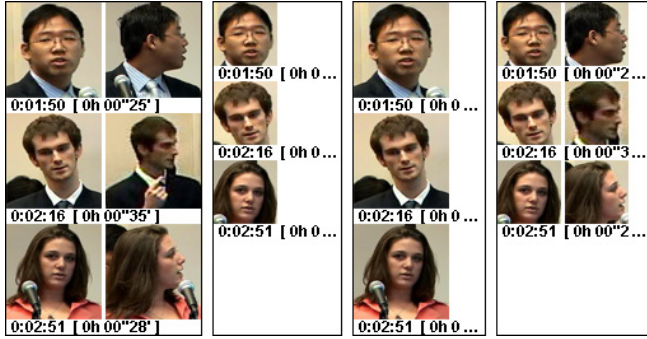 0:01:50 [ 0h 00"25' ]
0:02:16 [ 0h 00"35' ]
0:02:51 [ 0h 00"28' ]
0:01:50 [ 0h 0...
0:02:16 [ 0h 0...
0:02:51 [ 0h 0...
0:01:50 [ 0h 0...
0:02:16 [ 0h 0...
0:02:51 [ 0h 0...
0:01:50 [ 0h 00"2...
0:02:16 [ 0h 00"3...
0:02:51 [ 0h 00"2...